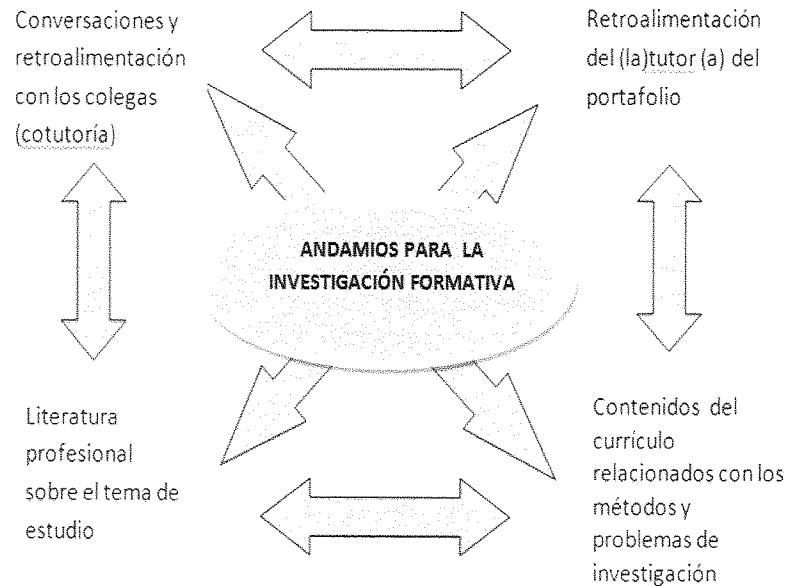 Conversaciones y
retroalimentación
con los colegas
(cotutoría)
Retroalimentación
del (la)tutor (a) del
portafolio
ANDAMIOS PARA LA
INVESTIGACIÓN FORMATIVA
Literatura
profesional
sobre el tema de
estudio
Contenidos del
currículo
relacionados con los
métodos y
problemas de
investigación